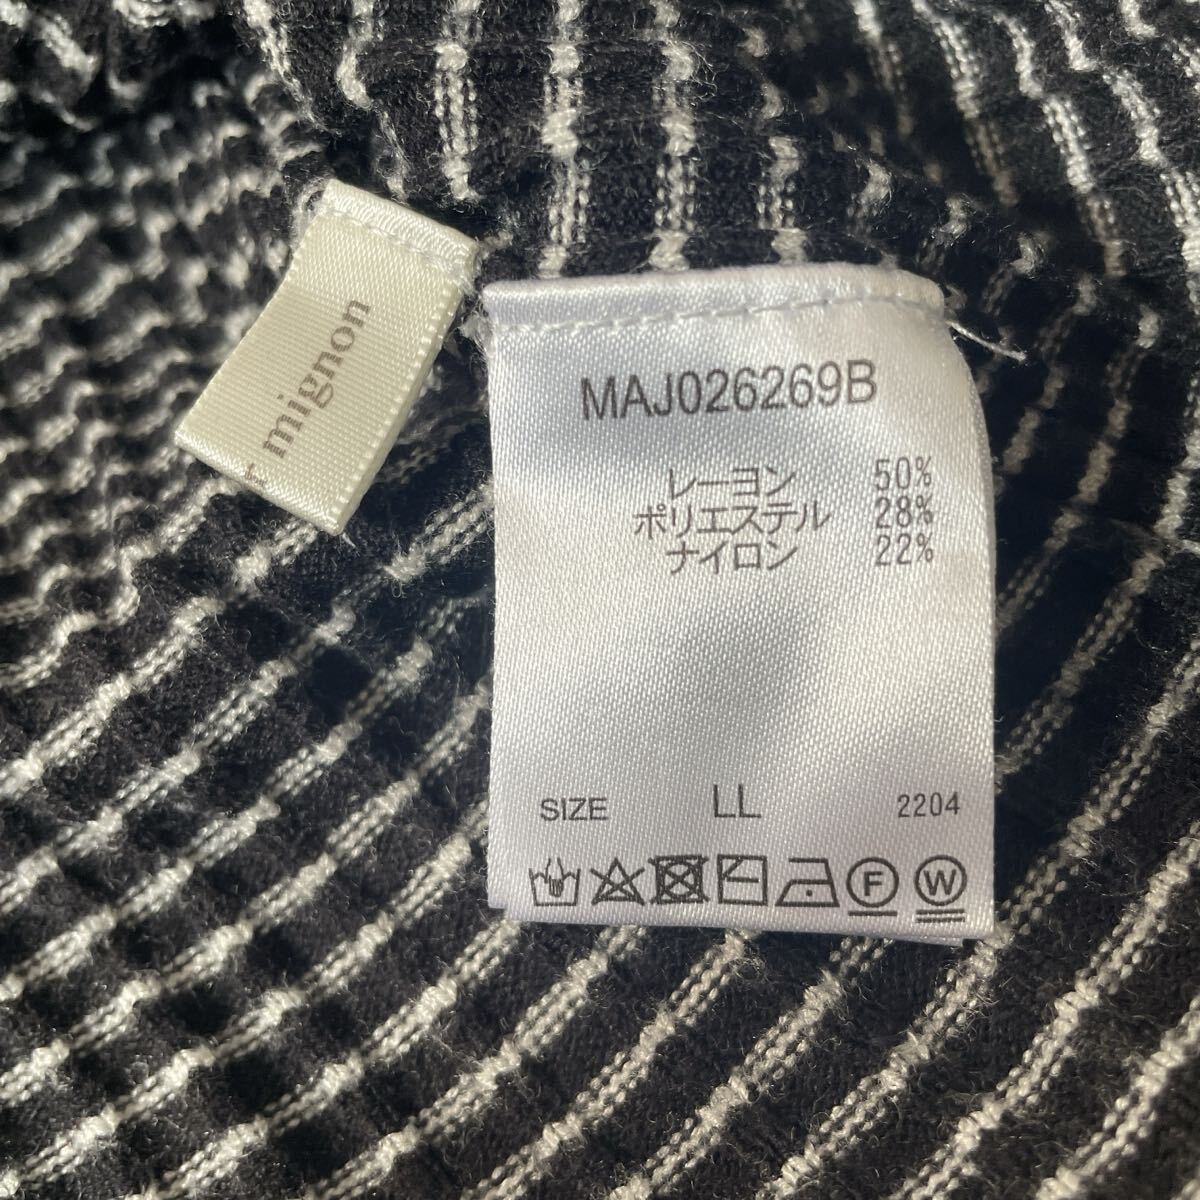 mignon
MAJ026269B
レーヨン 50%
ポリエステル 28%
ナイロン 22%
SIZE LL 2204
F W